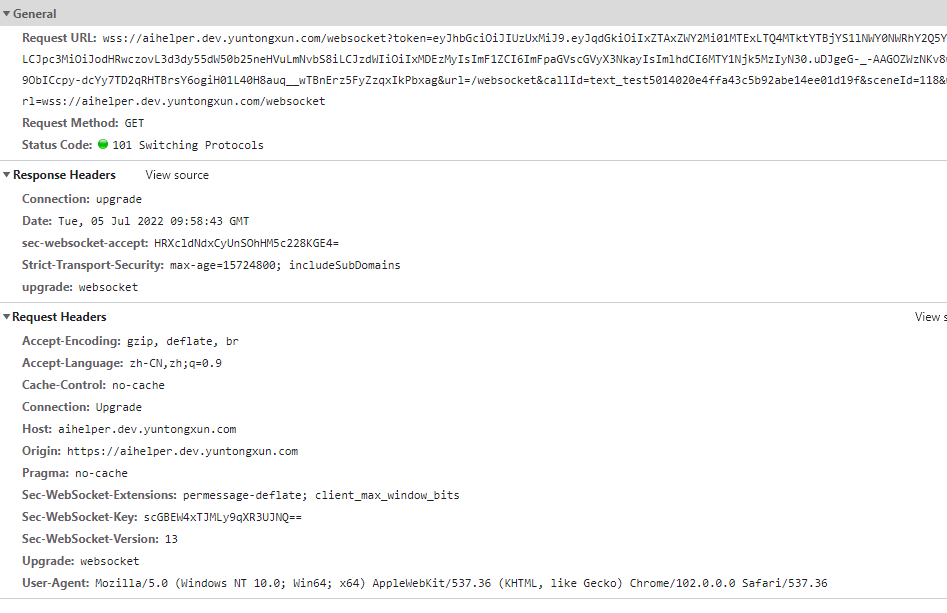 General
Request URL: wss://aihelper.dev.yuntongxun.com/websocket?token=eyJhbGciOiJIUzUxMiJ9.eyJqdGkiOiIxZTAxZWY2Mi01MTExLTQ4MTktYTBjYS1lNWY0NWRhY2Q5Y
LCJpc3MiOiJodHRwczovL3d3dy55dW50b25neHVuLmNvbS8iLCJzdWIiOiIxMDEzMyIsImF1ZCI6ImFpaGVscGVyX3NkayIsImlhdCI6MTY1Njk5MzIyN30.uDJgeG-_-AAGOZWzNKv8
9ObICcpy-dcYy7TD2qRHTBrsY6ogiH01L40H8auq__wTBnErz5FyZzqxIkPbxag&url=/websocket&callId=text_test5014020e4ffa43c5b92abe14ee01d19f&sceneId=118&
rl=wss://aihelper.dev.yuntongxun.com/websocket
Request Method: GET
Status Code: 101 Switching Protocols
Response Headers View source
Connection: upgrade
Date: Tue, 05 Jul 2022 09:58:43 GMT
sec-websocket-accept: HRXcldNdxCyUnSOhHM5c228KGE4=
Strict-Transport-Security: max-age=15724800; includeSubDomains
upgrade: websocket
Request Headers View s
Accept-Encoding: gzip, deflate, br
Accept-Language: zh-CN,zh;q=0.9
Cache-Control: no-cache
Connection: Upgrade
Host: aihelper.dev.yuntongxun.com
Origin: https://aihelper.dev.yuntongxun.com
Pragma: no-cache
Sec-WebSocket-Extensions: permessage-deflate; client_max_window_bits
Sec-WebSocket-Key: scGBEW4xTJMLy9qXR3UJNQ==
Sec-WebSocket-Version: 13
Upgrade: websocket
User-Agent: Mozilla/5.0 (Windows NT 10.0; Win64; x64) AppleWebKit/537.36 (KHTML, like Gecko) Chrome/102.0.0.0 Safari/537.36